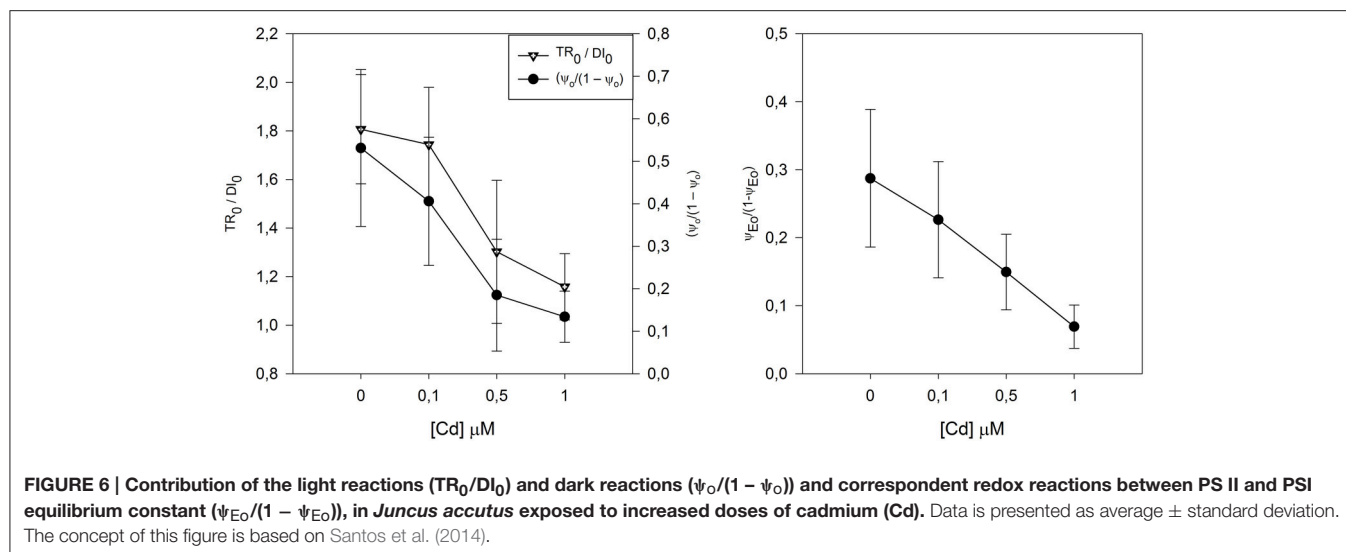 2,2
2,0
1,8
1,6
1,4
1,2
1,0
0,8
TR0 / DI0
0 0,1 0,5 1
[Cd] μM
TR0 / DI0
(ψo/(1 – ψo)
0,8
0,7
0,6
0,5
0,4
0,3
0,2
0,1
0,0
(ψo/(1 – ψo)
0,5
0,4
0,3
0,2
0,1
0,0
ψEo/(1-ψEo)
0 0,1 0,5 1
[Cd] μM
FIGURE 6 | Contribution of the light reactions (TR0/DI0) and dark reactions (ψo/(1 – ψo)) and correspondent redox reactions between PS II and PSI
equilibrium constant (ψEo/(1 – ψEo)), in Juncus accutus exposed to increased doses of cadmium (Cd). Data is presented as average ± standard deviation.
The concept of this figure is based on Santos et al. (2014).